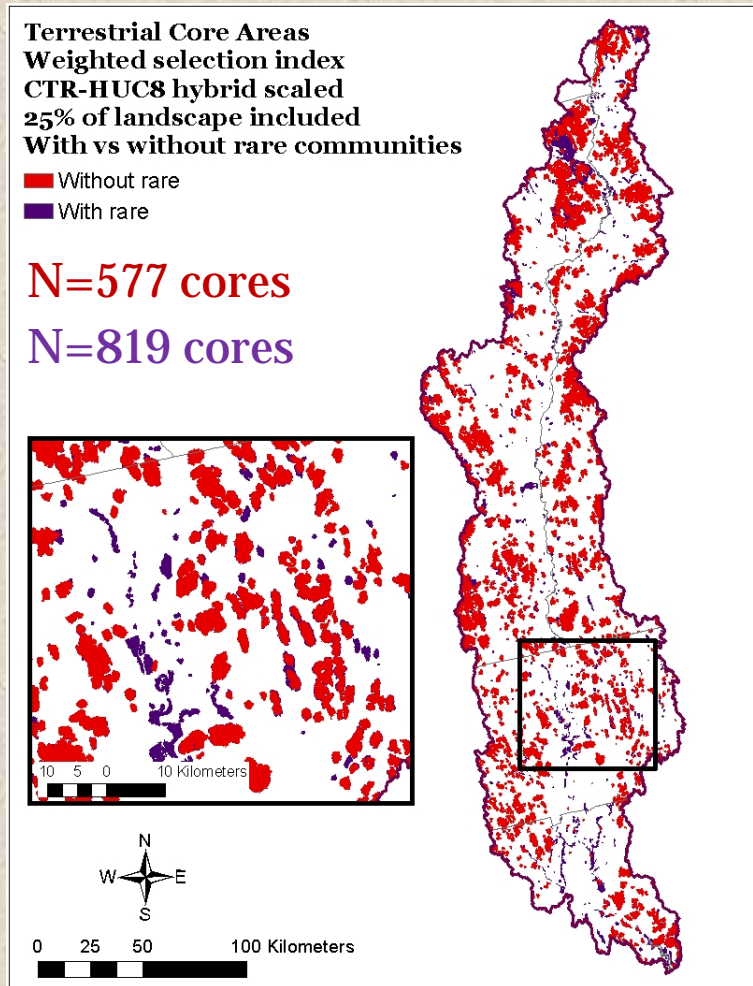 Terrestrial Core Areas
Weighted selection index
CTR-HUC8 hybrid scaled
25% of landscape included
With vs without rare communities
Without rare
With rare
N=577 cores
N=819 cores
10 5 0 10 Kilometers
N
W E
S
0 25 50 100 Kilometers